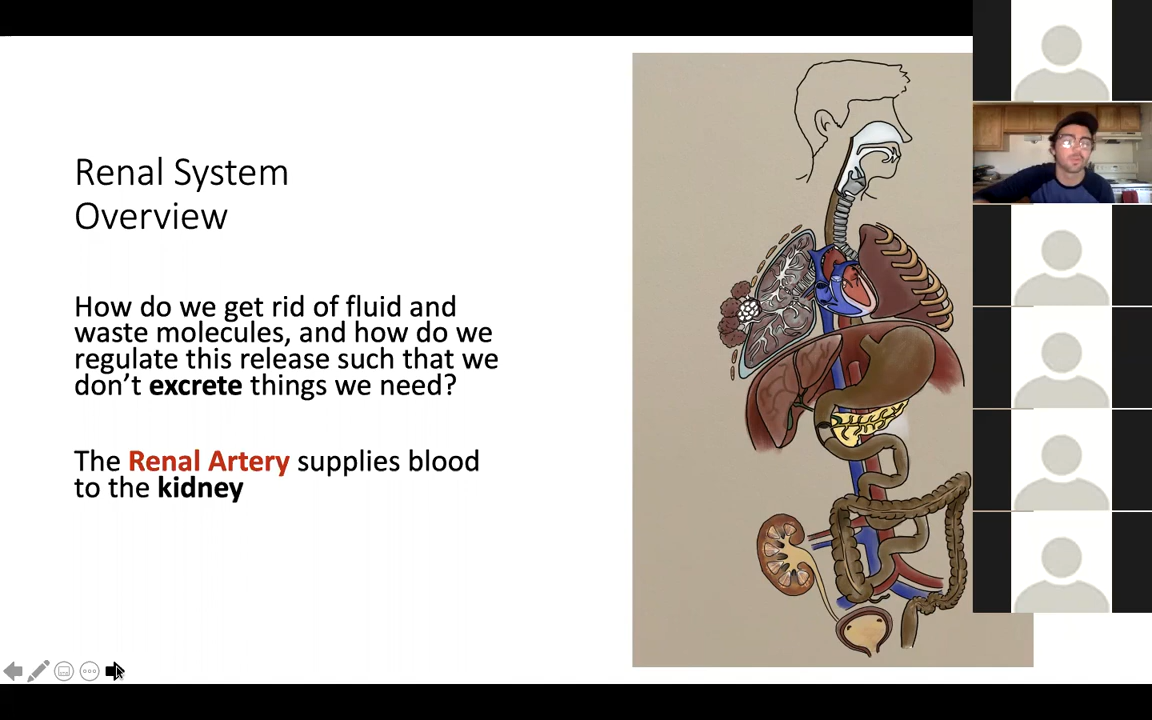 Renal System
Overview
How do we get rid of fluid and
waste molecules, and how do we
regulate this release such that we
don’t excrete things we need?
The Renal Artery supplies blood
to the kidney